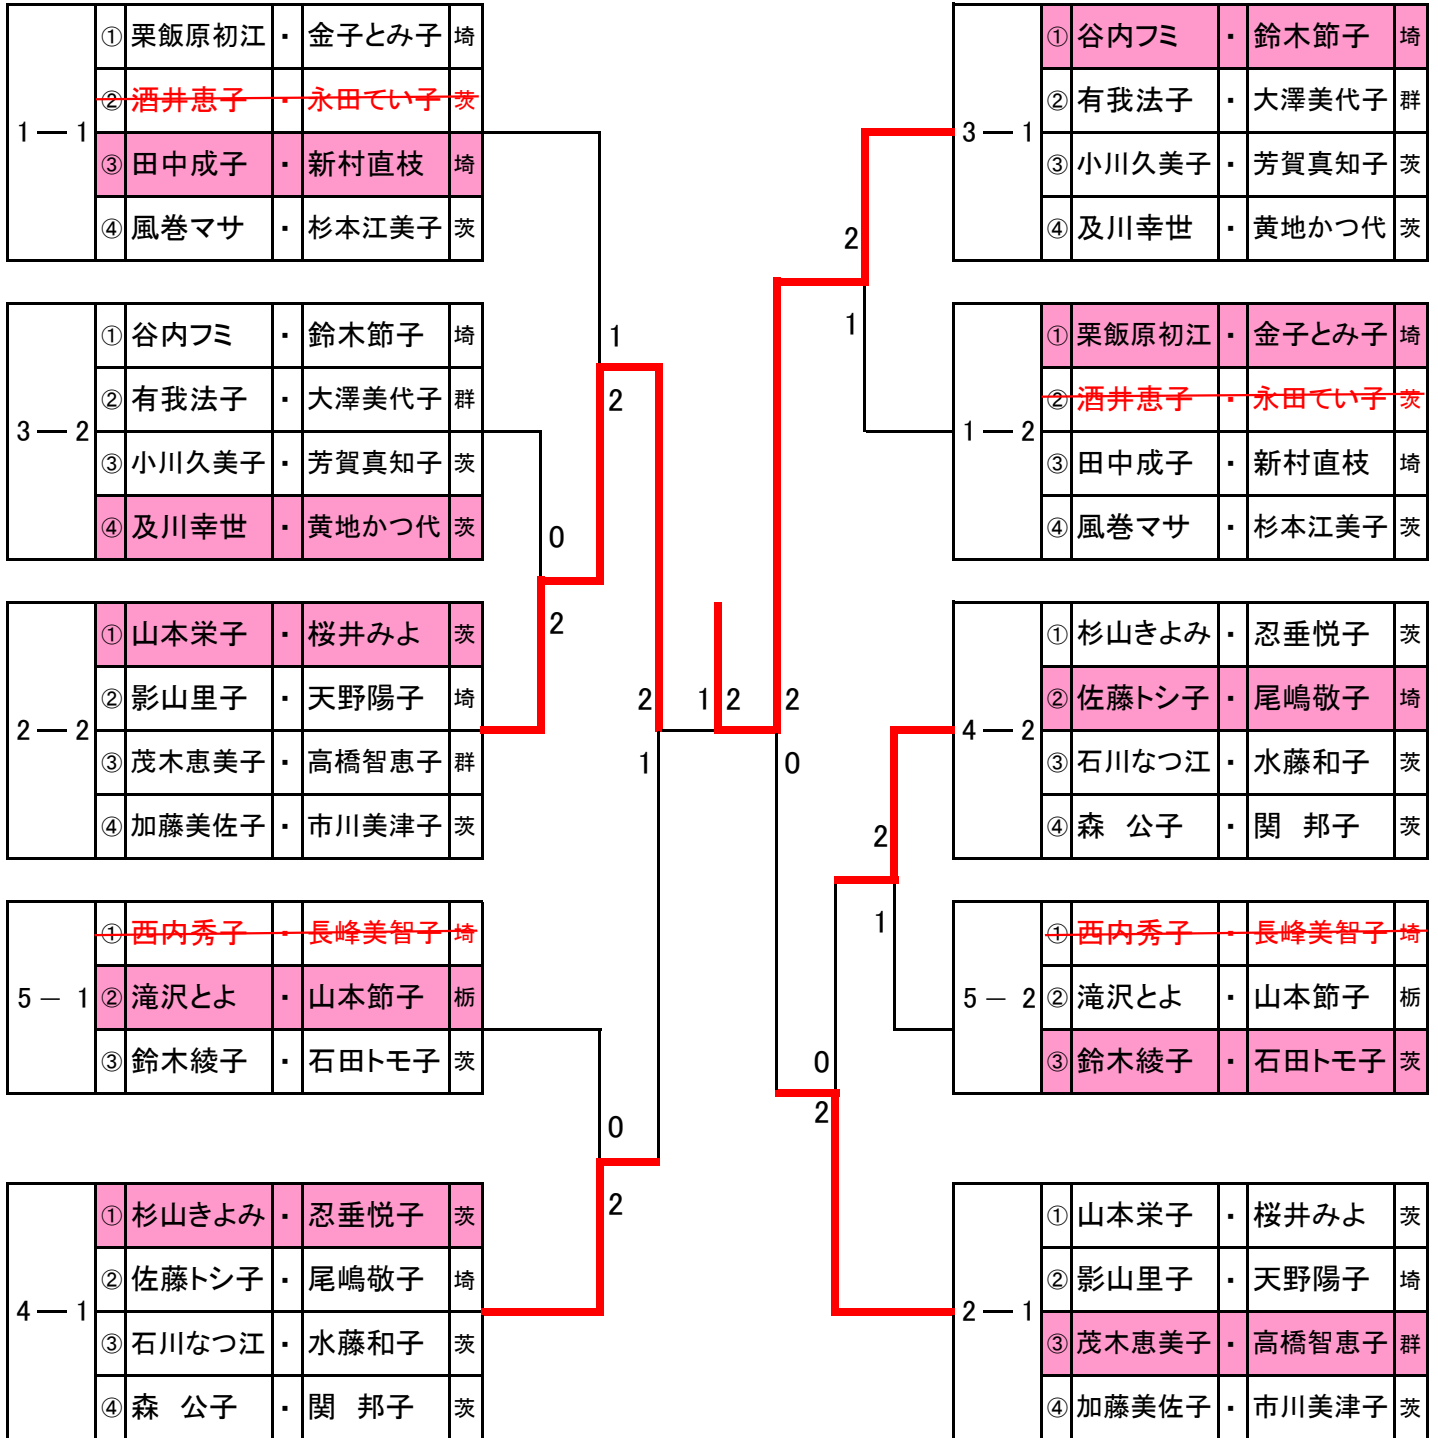 1 ― 1
① 栗飯原初江 ・ 金子とみ子 埼
② 酒井恵子 ・ 永田てい子 茨
③ 田中成子 ・ 新村直枝 埼
④ 風巻マサ ・ 杉本江美子 茨
3 ― 2
① 谷内フミ ・ 鈴木節子 埼
② 有我法子 ・ 大澤美代子 群
③ 小川久美子 ・ 芳賀真知子 茨
④ 及川幸世 ・ 黄地かつ代 茨
2 ― 2
① 山本栄子 ・ 桜井みよ 茨
② 影山里子 ・ 天野陽子 埼
③ 茂木恵美子 ・ 高橋智恵子 群
④ 加藤美佐子 ・ 市川美津子 茨
5 ― 1
① 西内秀子 ・ 長峰美智子 埼
② 滝沢とよ ・ 山本節子 栃
③ 鈴木綾子 ・ 石田トモ子 茨
4 ― 1
① 杉山きよみ ・ 忍垂悦子 茨
② 佐藤トシ子 ・ 尾嶋敬子 埼
③ 石川なつ江 ・ 水藤和子 茨
④ 森 公子 ・ 関 邦子 茨
1
2
0
2
2
1
0
2
1 2
2
0
2
1
2
1
0
2
3 ― 1
① 谷内フミ ・ 鈴木節子 埼
② 有我法子 ・ 大澤美代子 群
③ 小川久美子 ・ 芳賀真知子 茨
④ 及川幸世 ・ 黄地かつ代 茨
1 ― 2
① 栗飯原初江 ・ 金子とみ子 埼
② 酒井恵子 ・ 永田てい子 茨
③ 田中成子 ・ 新村直枝 埼
④ 風巻マサ ・ 杉本江美子 茨
4 ― 2
① 杉山きよみ ・ 忍垂悦子 茨
② 佐藤トシ子 ・ 尾嶋敬子 埼
③ 石川なつ江 ・ 水藤和子 茨
④ 森 公子 ・ 関 邦子 茨
5 ― 2
① 西内秀子 ・ 長峰美智子 埼
② 滝沢とよ ・ 山本節子 栃
③ 鈴木綾子 ・ 石田トモ子 茨
2 ― 1
① 山本栄子 ・ 桜井みよ 茨
② 影山里子 ・ 天野陽子 埼
③ 茂木恵美子 ・ 高橋智恵子 群
④ 加藤美佐子 ・ 市川美津子 茨